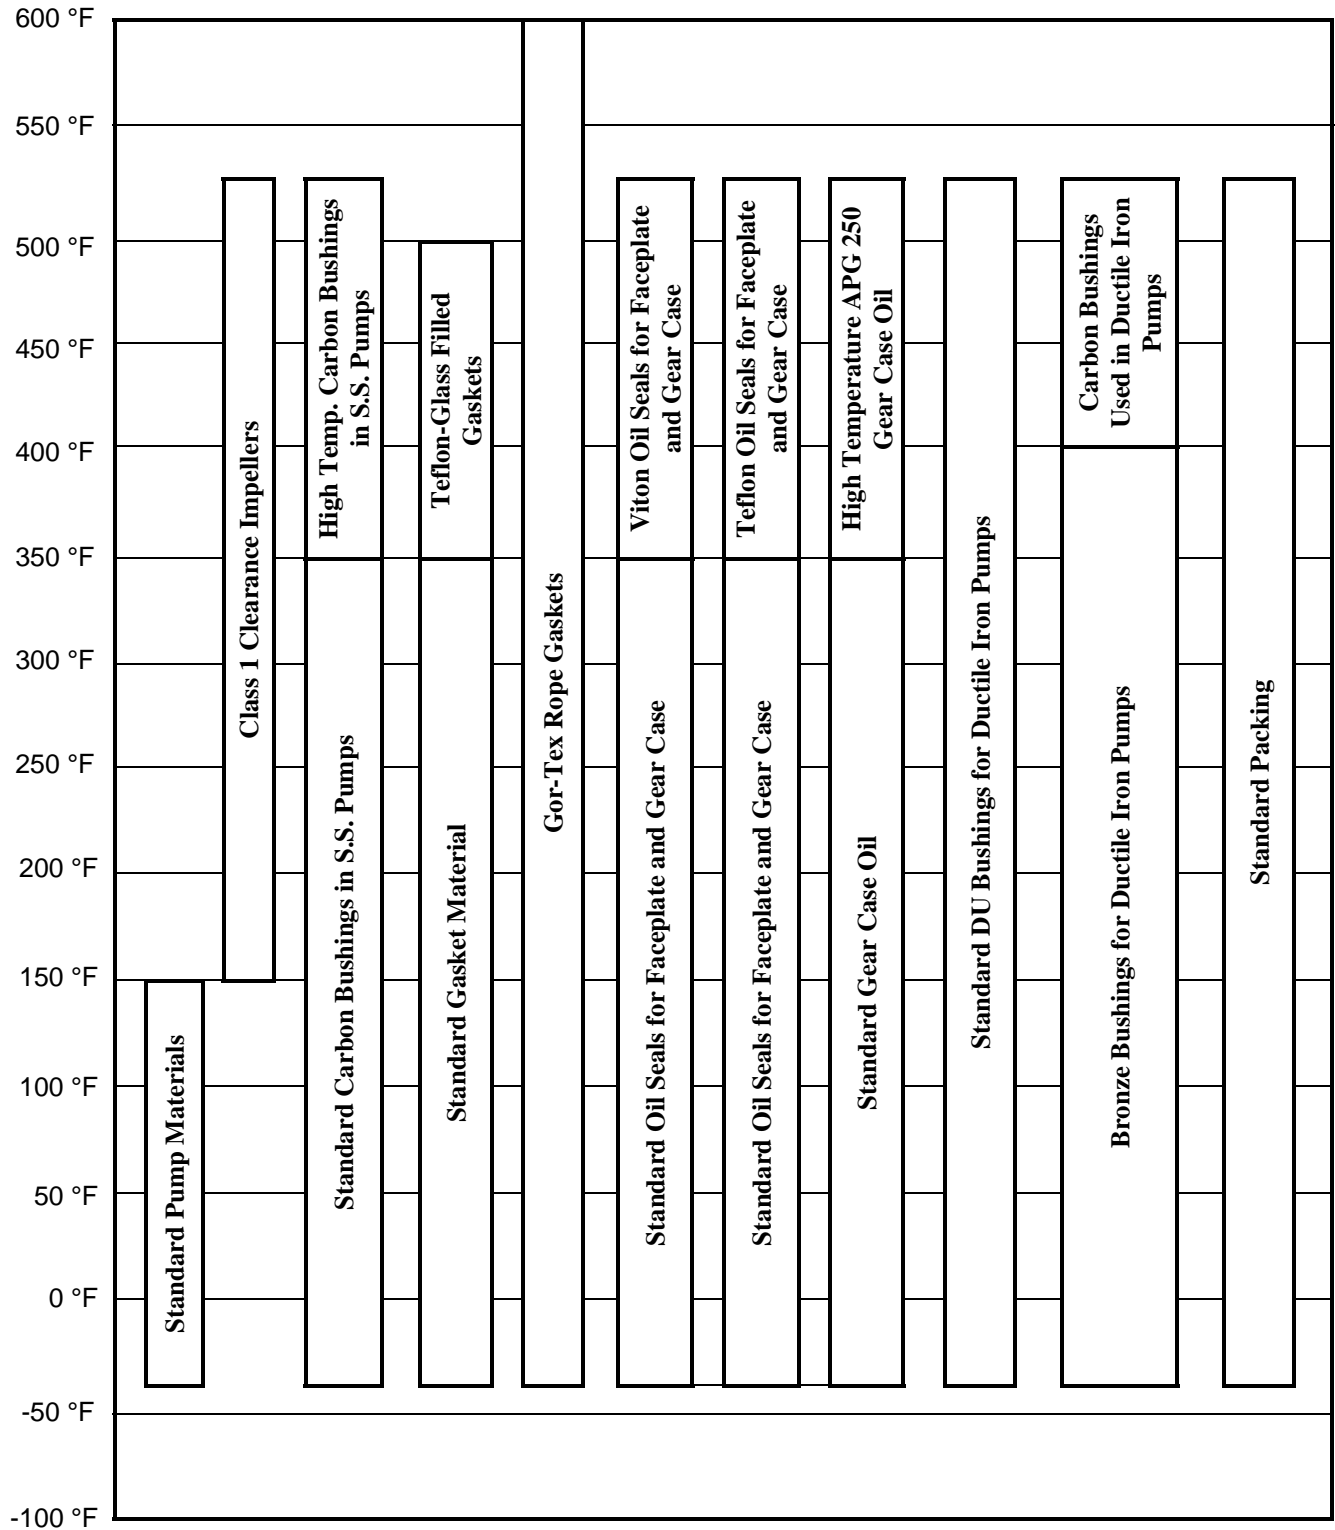 600 °F
550 °F
500 °F
450 °F
400 °F
350 °F
300 °F
250 °F
200 °F
150 °F
100 °F
50 °F
0 °F
-50 °F
-100 °F
Standard Pump Materials
Class 1 Clearance Impellers
High Temp. Carbon Bushings
in S.S. Pumps
Standard Carbon Bushings in S.S. Pumps
Teflon-Glass Filled
Gaskets
Standard Gasket Material
Gor-Tex Rope Gaskets
Viton Oil Seals for Faceplate
and Gear Case
Standard Oil Seals for Faceplate and Gear Case
Teflon Oil Seals for Faceplate
and Gear Case
Standard Oil Seals for Faceplate and Gear Case
High Temperature APG 250
Gear Case Oil
Standard Gear Case Oil
Standard DU Bushings for Ductile Iron Pumps
Carbon Bushings
Used in Ductile Iron
Pumps
Bronze Bushings for Ductile Iron Pumps
Standard Packing